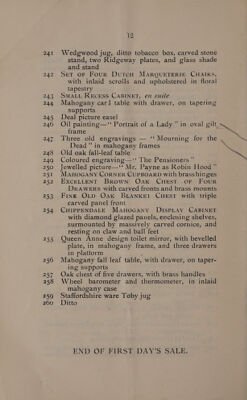 12
241 Wedgwood jug, ditto tobacco box, carved stone
stand, two Ridgeway plates, and glass shade
and stand
242 SET OF FOUR DUTCH MARQUETERIE CHAIRS,
with inlaid scrolls and upholstered in floral
tapestry
243 SMALL RECESS CABINET, en suite
244 Mahogany card table with drawer, on tapering
supports
245 Deal picture easel
246 Oil painting—"Portrait of a Lady" in oval gilt
frame
247 Three old engravings — "Mourning for the
Dead" in mahogany frames
248 Old oak fall-leaf table
249 Coloured engraving—"The Pensioners"
250 Jewelled picture—"Mr. Payne as Robin Hood"
251 MAHOGANY CORNER CUPBOARD with brass hinges
252 EXCELLENT BROWN OAK CHEST OF FOUR
DRAWERS with carved fronts and brass mounts
253 FINE OLD OAK BLANKET CHEST with triple
carved panel front
254 CHIPPENDALE MAHOGANY DISPLAY CABINET
with diamond glazed panels, enclosing shelves,
surmounted by massively carved cornice, and
resting on claw and ball feet
255 Queen Anne design toilet mirror, with bevelled
plate, in mahogany frame, and three drawers
in platform
256 Mahogany fall leaf table, with drawer, on taper-
ing supports
257 Oak chest of five drawers, with brass handles
258 Wheel barometer and thermometer, in inlaid
mahogany case
259 Staffordshire ware Toby jug
260 Ditto
END OF FIRST DAY'S SALE.